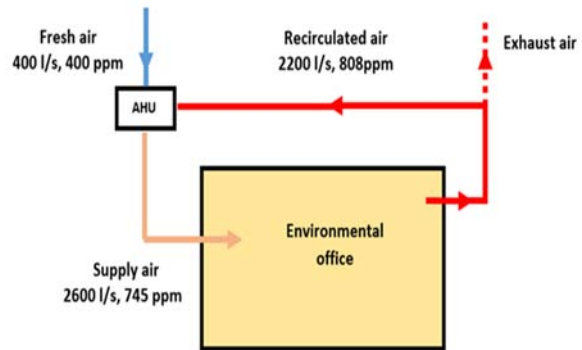 Fresh air
400 l/s, 400 ppm
Recirculated air
2200 l/s, 808ppm
Exhaust air
AHU
Environmental
office
Supply air
2600 l/s, 745 ppm